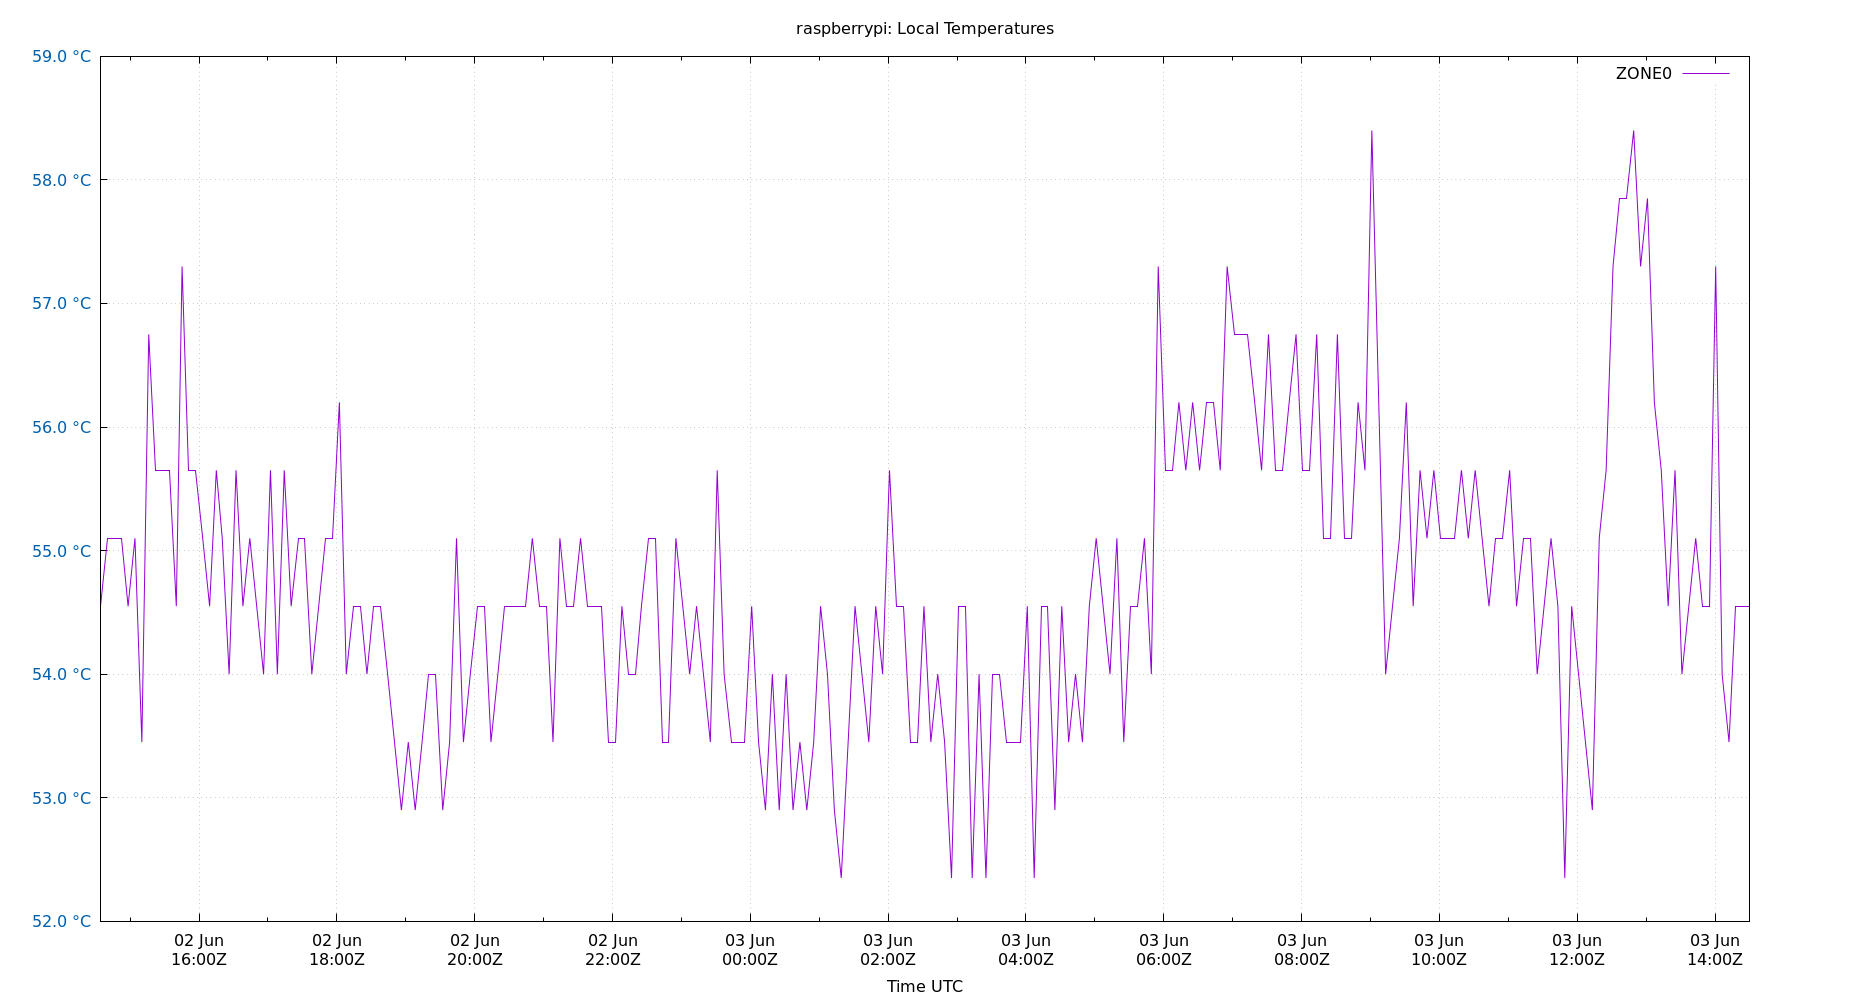 raspberrypi: Local Temperatures
59.0 °C
ZONE0
58.0 °C
57.0 °C
56.0 °C
55.0 °C
54.0 °C
53.0 °C
52.0 °C
02 Jun 02 Jun 02 Jun 02 Jun 03 Jun 03 Jun 03 Jun 03 Jun 03 Jun 03 Jun 03 Jun 03 Jun
16:00Z 18:00Z 20:00Z 22:00Z 00:00Z 02:00Z 04:00Z 06:00Z 08:00Z 10:00Z 12:00Z 14:00Z
Time UTC